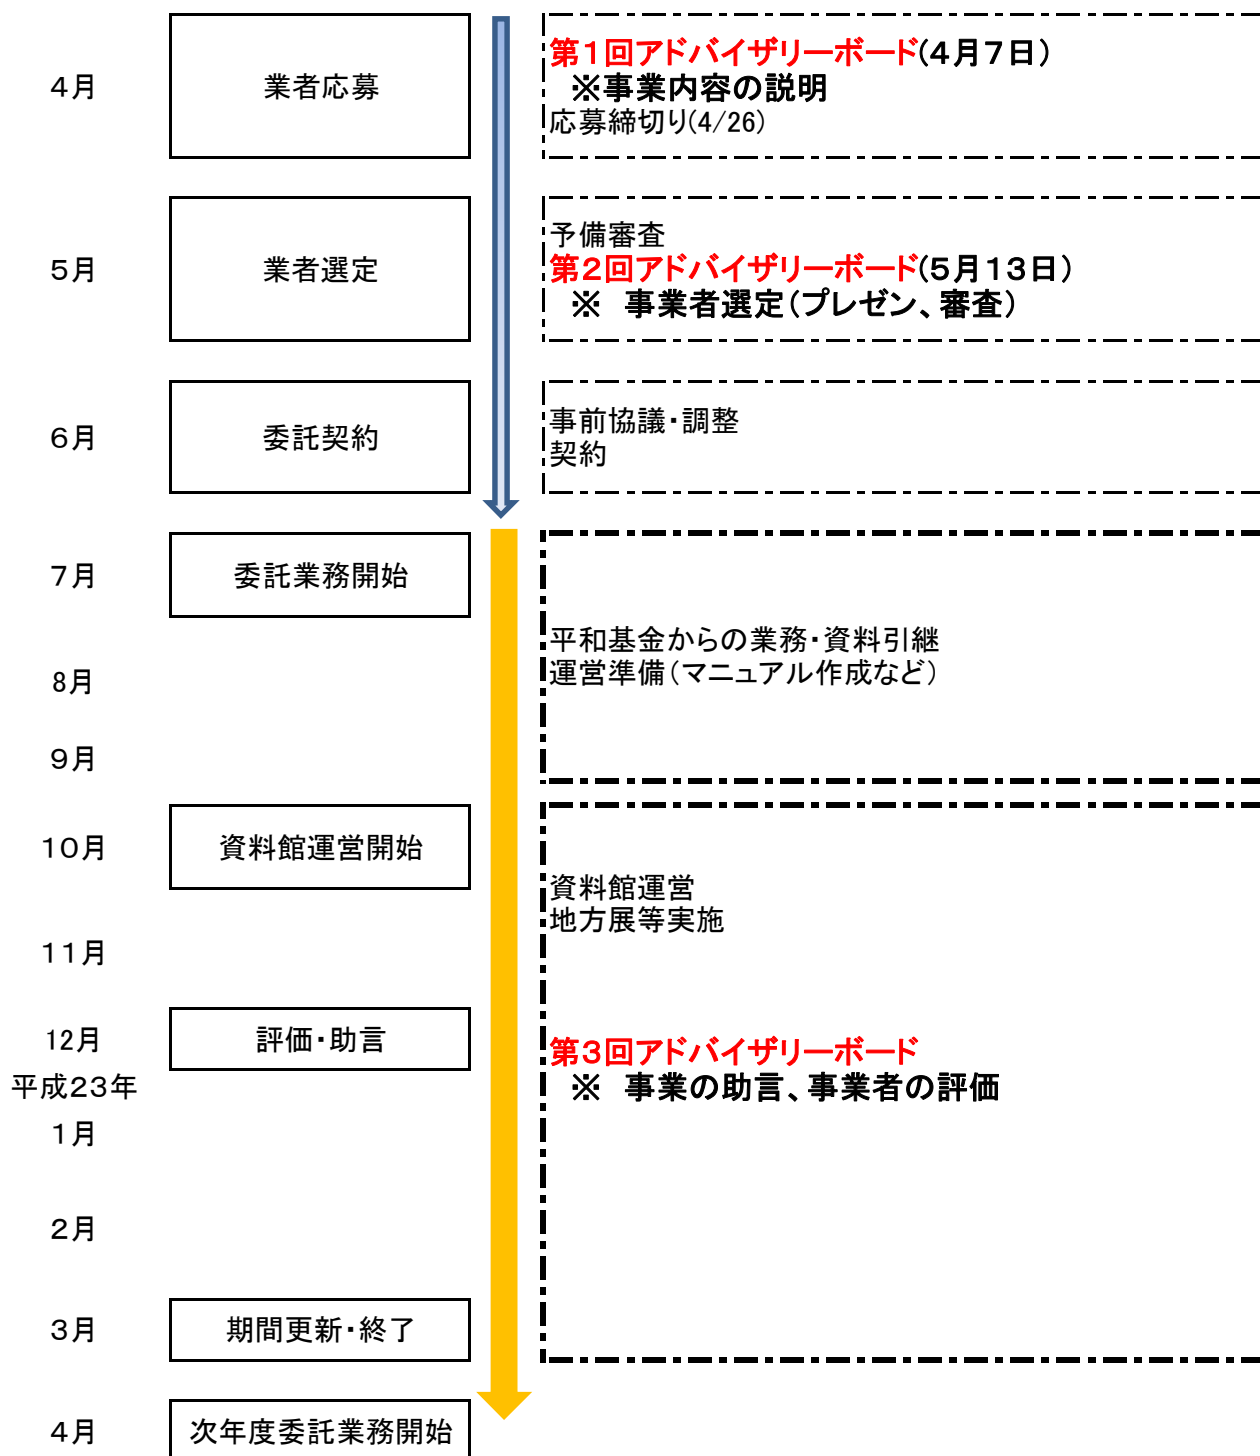 4月
業者応募
第1回アドバイザリーボード(4月7日)
※事業内容の説明
応募締切り(4/26)
5月
業者選定
予備審査
第2回アドバイザリーボード(5月13日)
※ 事業者選定(プレゼン、審査)
6月
委託契約
事前協議・調整
契約
7月
委託業務開始
平和基金からの業務・資料引継
運営準備(マニュアル作成など)
8月
9月
10月
資料館運営開始
資料館運営
地方展等実施
11月
12月
評価・助言
第3回アドバイザリーボード
※ 事業の助言、事業者の評価
平成23年
1月
2月
3月
期間更新・終了
4月
次年度委託業務開始